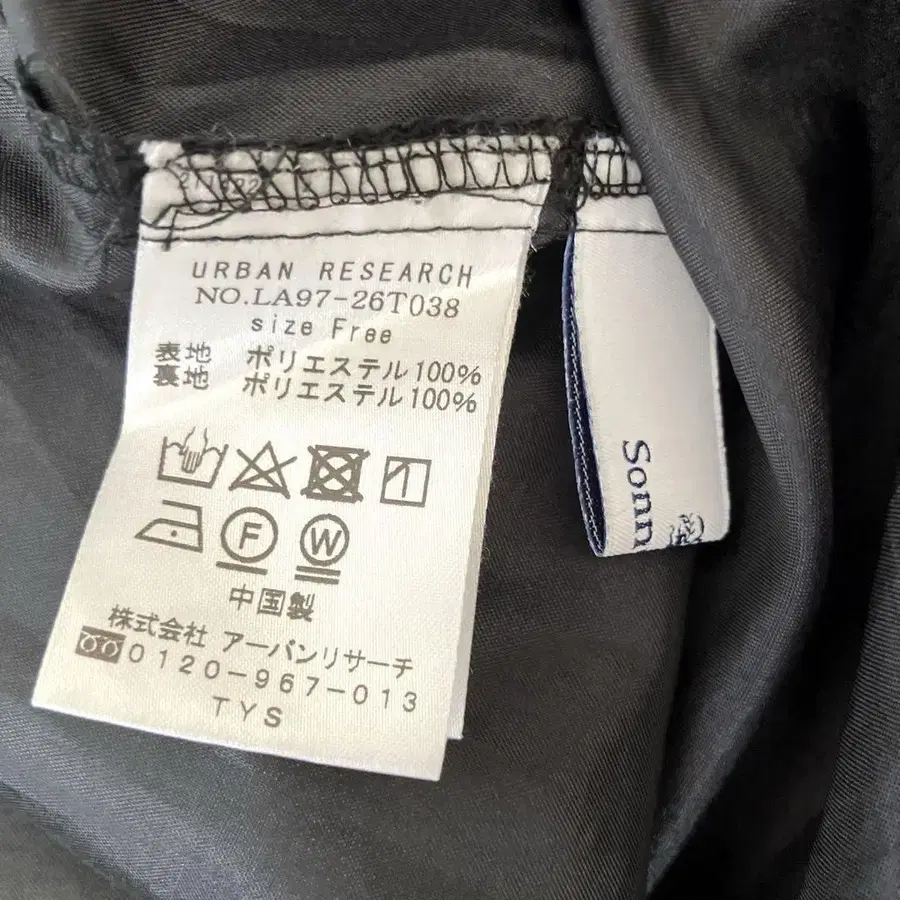 URBAN RESEARCH
NO.LA97-26T038
size Free
表地 ポリエステル100%
裏地 ポリエステル100%
F
W
中国製
株式会社 アーバンリサーチ
0120-967-013
TYS
Sonn